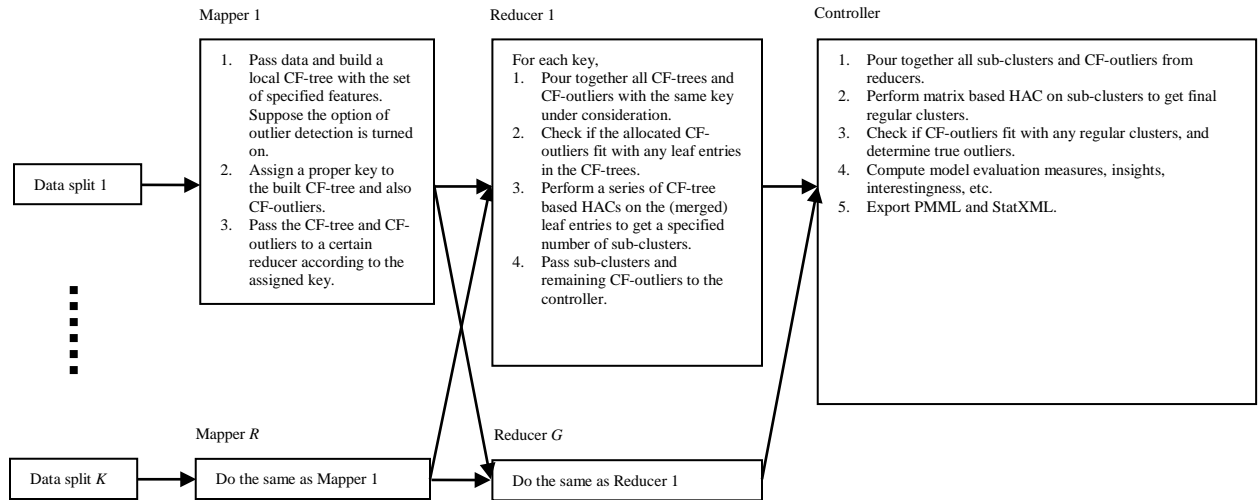 Mapper 1
Reducer 1
Controller
1. Pass data and build a
local CF-tree with the set
of specified features.
Suppose the option of
outlier detection is turned
on.
2. Assign a proper key to
the built CF-tree and also
CF-outliers.
3. Pass the CF-tree and CF-
outliers to a certain
reducer according to the
assigned key.
For each key,
1. Pour together all CF-trees and
CF-outliers with the same key
under consideration.
2. Check if the allocated CF-
outliers fit with any leaf entries
in the CF-trees.
3. Perform a series of CF-tree
based HACs on the (merged)
leaf entries to get a specified
number of sub-clusters.
4. Pass sub-clusters and
remaining CF-outliers to the
controller.
1. Pour together all sub-clusters and CF-outliers from
reducers.
2. Perform matrix based HAC on sub-clusters to get final
regular clusters.
3. Check if CF-outliers fit with any regular clusters, and
determine true outliers.
4. Compute model evaluation measures, insights,
interestingness, etc.
5. Export PMML and StatXML.
Data split 1
Mapper R
Reducer G
Data split K
Do the same as Mapper 1
Do the same as Reducer 1